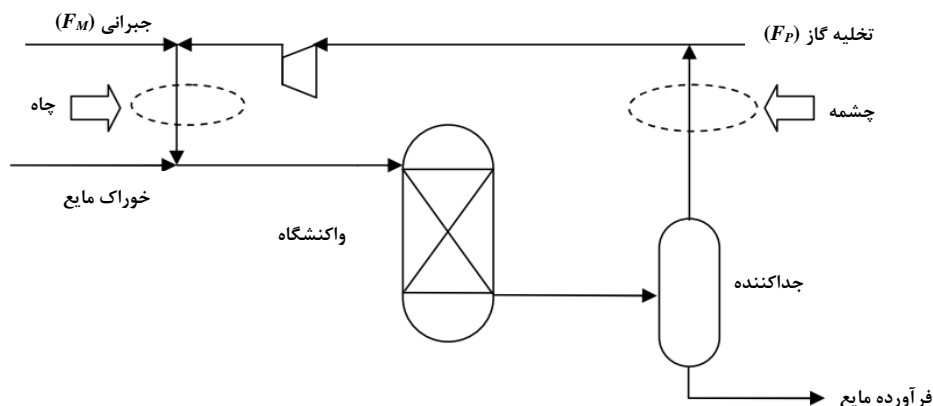 تخلیه گاز (F_P)
جبرانی (F_M)
چاه
چشمه
خوراک مایع
واکنشگاه
جداکننده
فرآورده مایع